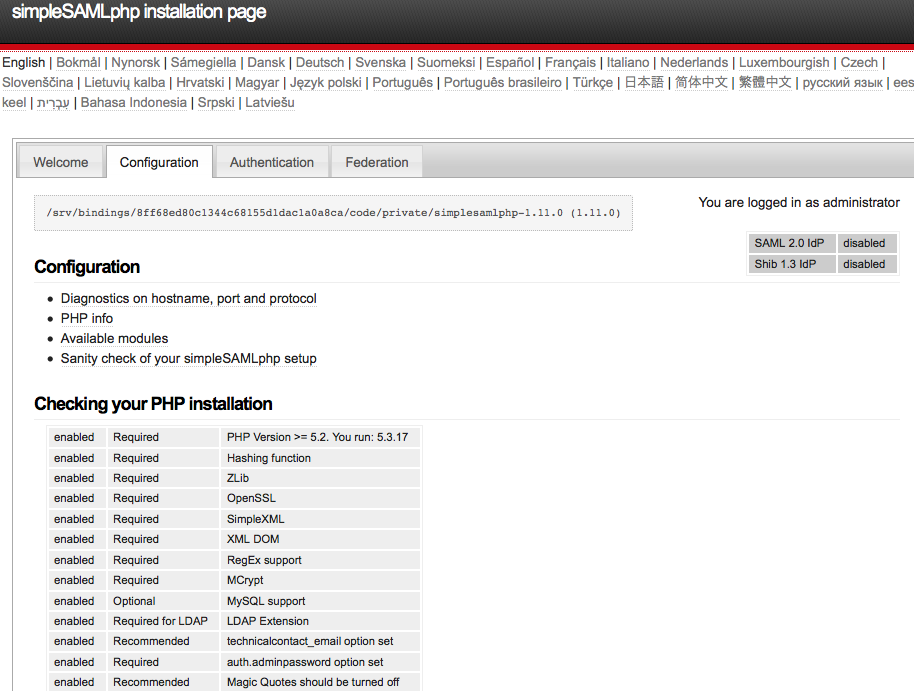 simpleSAMLphp installation page
English | Bokmål | Nynorsk | Sámegiella | Dansk | Deutsch | Svenska | Suomeksi | Español | Français | Italiano | Nederlands | Luxembourgish | Czech |
Slovenščina | Lietuvių kalba | Hrvatski | Magyar | Język polski | Português | Português brasileiro | Türkçe | 日本語 | 简体中文 | 繁體中文 | русский язык | ees
keel | עִבְרִית | Bahasa Indonesia | Srpski | Latviešu
Welcome Configuration Authentication Federation
/srv/bindings/8ff68ed80c1344c68155d1dac1a0a8ca/code/private/simplesamlphp-1.11.0 (1.11.0)
You are logged in as administrator
SAML 2.0 IdP disabled
Shib 1.3 IdP disabled
Configuration
• Diagnostics on hostname, port and protocol
• PHP info
• Available modules
• Sanity check of your simpleSAMLphp setup
Checking your PHP installation
enabled Required PHP Version >= 5.2. You run: 5.3.17
enabled Required Hashing function
enabled Required ZLib
enabled Required OpenSSL
enabled Required SimpleXML
enabled Required XML DOM
enabled Required RegEx support
enabled Required MCrypt
enabled Optional MySQL support
enabled Required for LDAP LDAP Extension
enabled Recommended technicalcontact_email option set
enabled Required auth.adminpassword option set
enabled Recommended Magic Quotes should be turned off